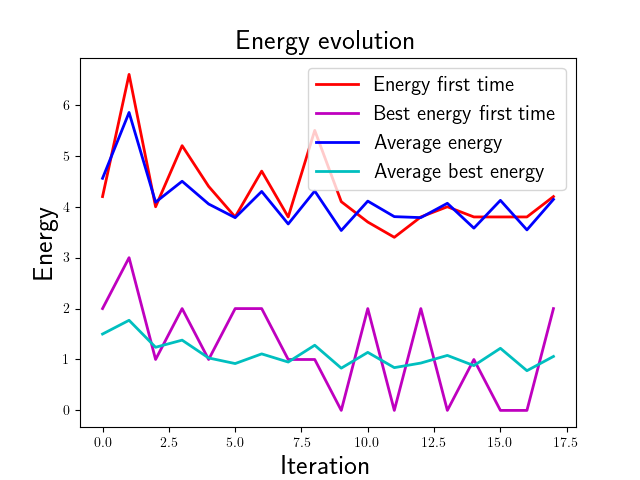 Energy evolution
Energy first time
Best energy first time
Average energy
Average best energy
Energy
6
5
4
3
2
1
0
0.0 2.5 5.0 7.5 10.0 12.5 15.0 17.5
Iteration